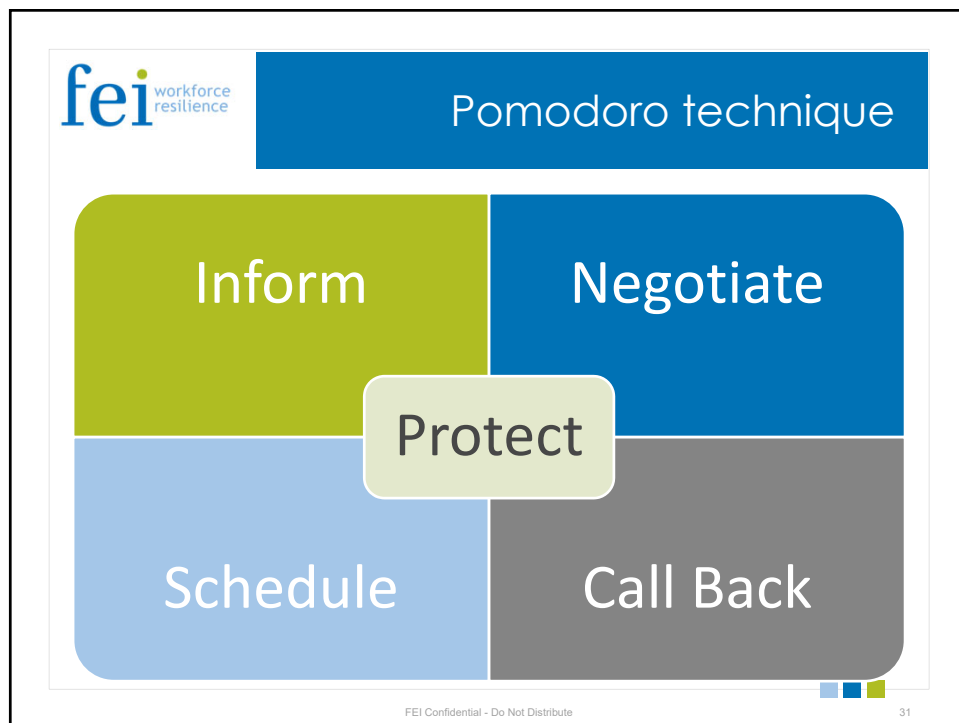 fei workforce
resilience
Pomodoro technique
Inform
Negotiate
Protect
Schedule
Call Back
FEI Confidential - Do Not Distribute
31